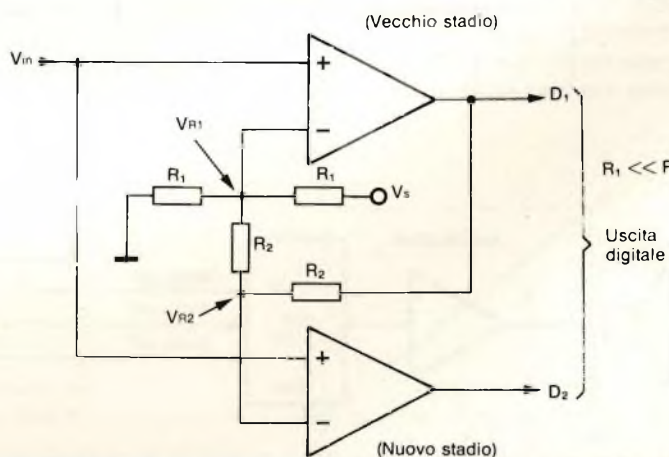 (Vecchio stadio)
Vin
+
−
D1
VR1
R1
R1
Vs
R1 <<
R2
Uscita
digitale
R2
VR2
+
−
D2
(Nuovo stadio)